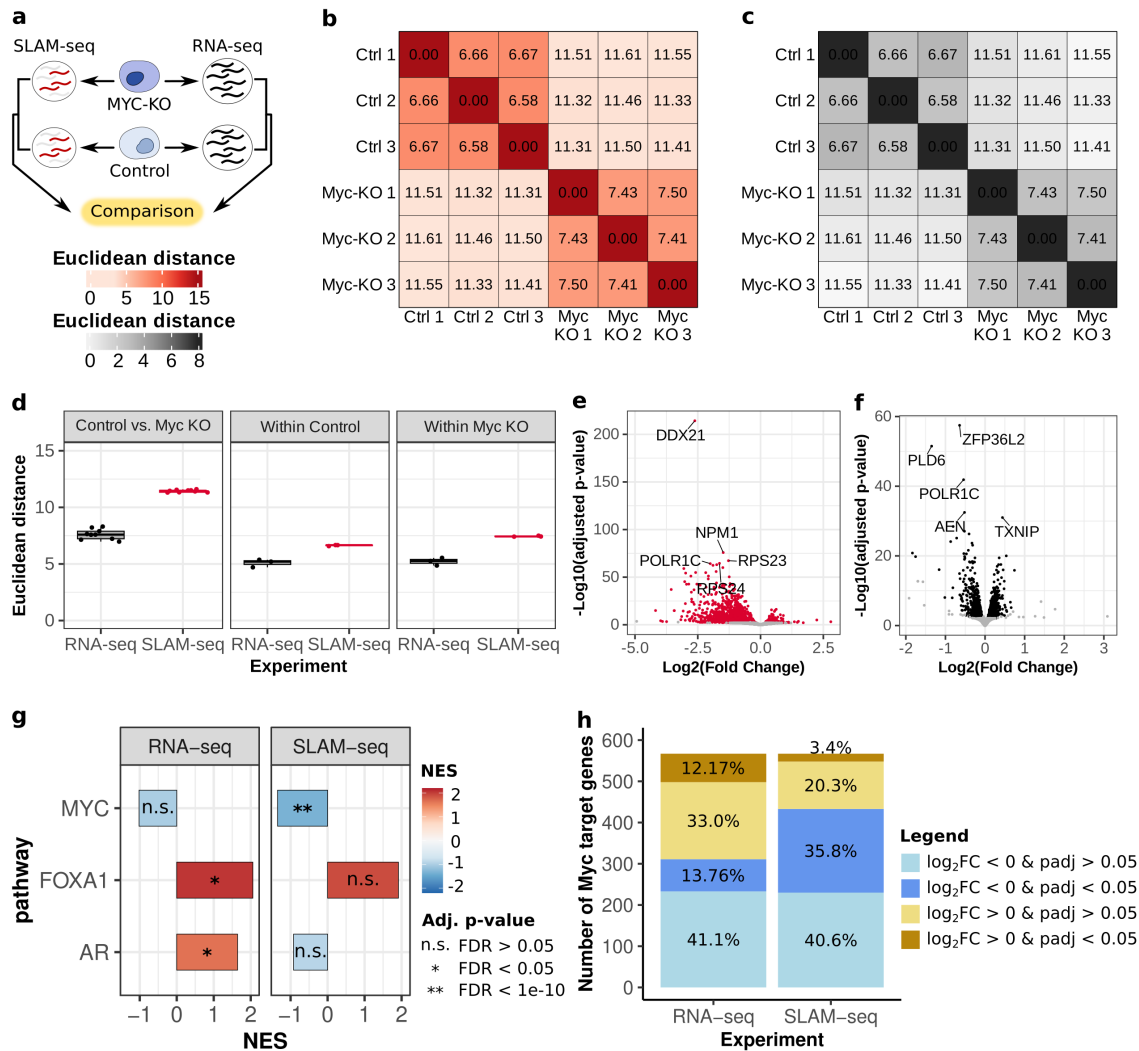 a
SLAM-seq
RNA-seq
MYC-KO
Control
Comparison
Euclidean distance
0 5 10 15
Euclidean distance
0 2 4 6 8
b
Ctrl 1 0.00 6.66 6.67 11.51 11.61 11.55
Ctrl 2 6.66 0.00 6.58 11.32 11.46 11.33
Ctrl 3 6.67 6.58 0.00 11.31 11.50 11.41
Myc-KO 1 11.51 11.32 11.31 0.00 7.43 7.50
Myc-KO 2 11.61 11.46 11.50 7.43 0.00 7.41
Myc-KO 3 11.55 11.33 11.41 7.50 7.41 0.00
Ctrl 1 Ctrl 2 Ctrl 3 Myc Myc Myc
KO 1 KO 2 KO 3
c
Ctrl 1 0.00 6.66 6.67 11.51 11.61 11.55
Ctrl 2 6.66 0.00 6.58 11.32 11.46 11.33
Ctrl 3 6.67 6.58 0.00 11.31 11.50 11.41
Myc-KO 1 11.51 11.32 11.31 0.00 7.43 7.50
Myc-KO 2 11.61 11.46 11.50 7.43 0.00 7.41
Myc-KO 3 11.55 11.33 11.41 7.50 7.41 0.00
Ctrl 1 Ctrl 2 Ctrl 3 Myc Myc Myc
KO 1 KO 2 KO 3
d
Control vs. Myc KO
Within Control
Within Myc KO
Euclidean distance
15
10
5
0
RNA-seq SLAM-seq RNA-seq SLAM-seq RNA-seq SLAM-seq
Experiment
e
-Log10(adjusted p-value)
200
150
100
50
0
DDX21
NPM1
POLR1C
RPS23
RPS24
-5.0 -2.5 0.0 2.5
Log2(Fold Change)
f
-Log10(adjusted p-value)
60
40
20
0
ZFP36L2
PLD6
POLR1C
AEN
TXNIP
-2 -1 0 1 2 3
Log2(Fold Change)
g
RNA−seq
SLAM−seq
pathway
MYC
n.s.
**
FOXA1
*
n.s.
AR
*
n.s.
−1 0 1 2 −1 0 1 2
NES
NES
2
1
0
-1
-2
Adj. p-value
n.s. FDR > 0.05
* FDR < 0.05
** FDR < 1e-10
h
Number of Myc target genes
600
500
400
300
200
100
0
12.17%
33.0%
13.76%
41.1%
3.4%
20.3%
35.8%
40.6%
RNA−seq SLAM−seq
Experiment
Legend
log₂FC < 0 & padj > 0.05
log₂FC < 0 & padj < 0.05
log₂FC > 0 & padj > 0.05
log₂FC > 0 & padj < 0.05